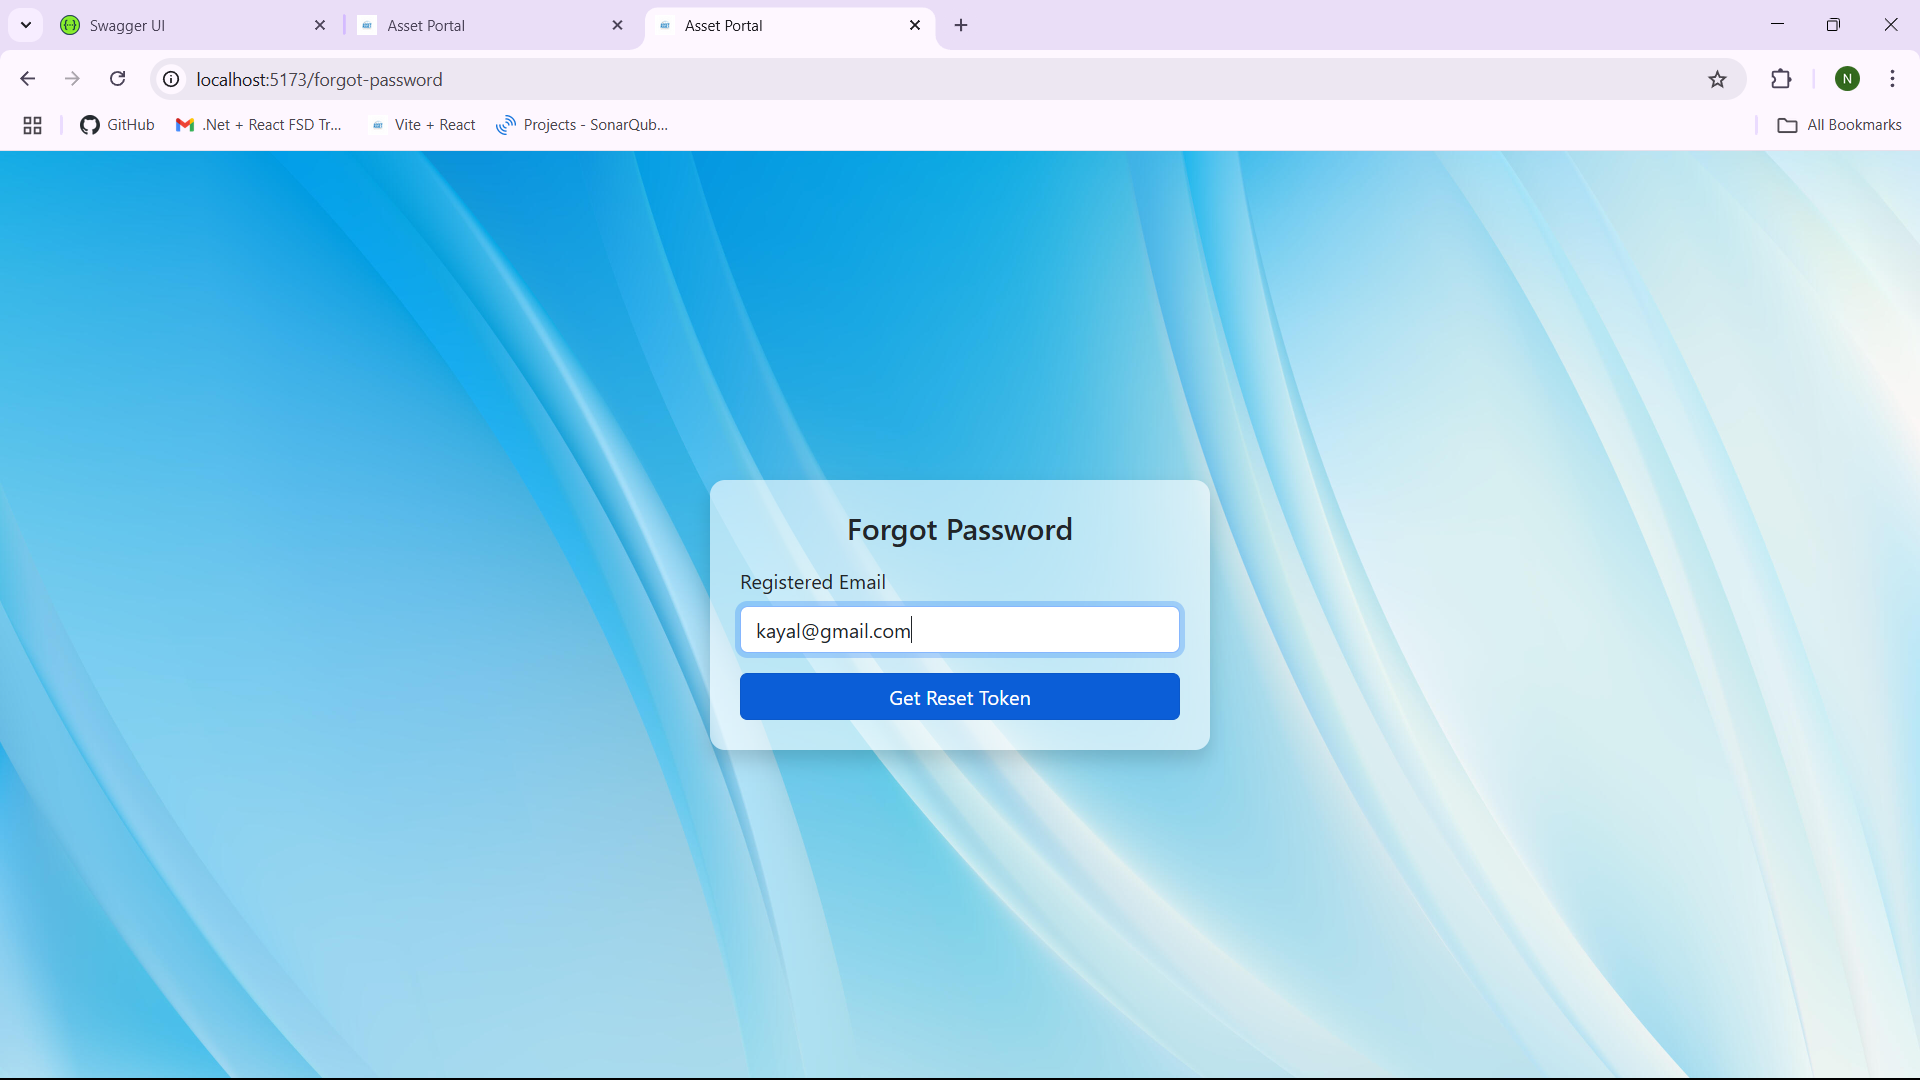 Swagger UI
Asset Portal
Asset Portal
localhost:5173/forgot-password
N
GitHub
.Net + React FSD Tr...
Vite + React
Projects - SonarQub...
All Bookmarks
Forgot Password
Registered Email
kayal@gmail.com
Get Reset Token